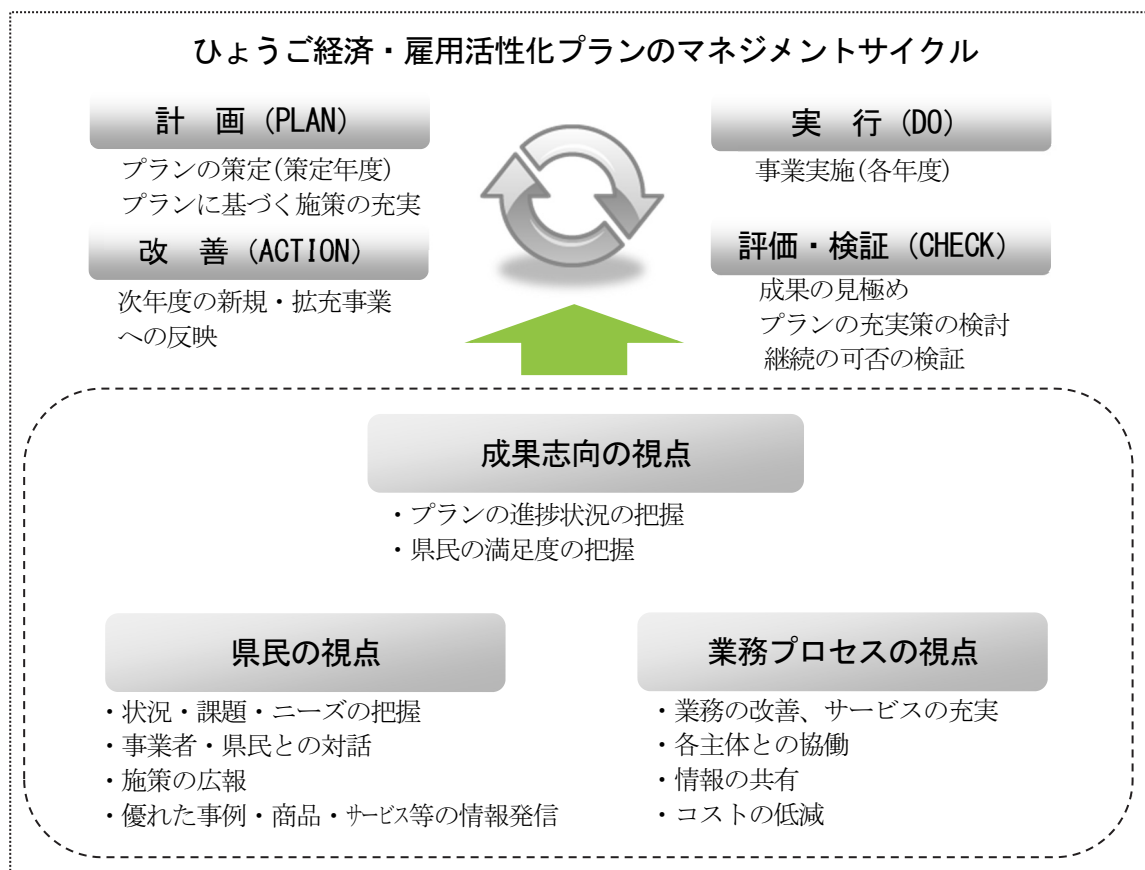 ひょうご経済・雇用活性化プランのマネジメントサイクル
計　画 (PLAN)
プランの策定(策定年度)
プランに基づく施策の充実
実　行 (DO)
事業実施(各年度)
改　善 (ACTION)
次年度の新規・拡充事業
への反映
評価・検証 (CHECK)
成果の見極め
プランの充実策の検討
継続の可否の検証
成果志向の視点
・プランの進捗状況の把握
・県民の満足度の把握
県民の視点
・状況・課題・ニーズの把握
・事業者・県民との対話
・施策の広報
・優れた事例・商品・サービス等の情報発信
業務プロセスの視点
・業務の改善、サービスの充実
・各主体との協働
・情報の共有
・コストの低減